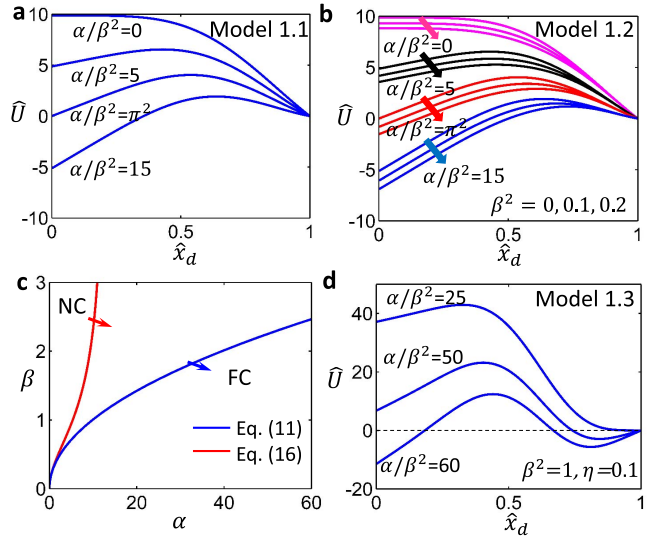 a
Model 1.1
10
5
0
-5
-10
0
0.5
1
Û
x̂_d
α/β²=0
α/β²=5
α/β²=π²
α/β²=15
b
Model 1.2
10
5
0
-5
-10
0
0.5
1
Û
x̂_d
α/β²=0
α/β²=5
α/β²=π²
α/β²=15
β² = 0, 0.1, 0.2
c
3
2
1
0
0
20
40
60
β
α
NC
FC
Eq. (11)
Eq. (16)
d
Model 1.3
40
20
0
-20
0
0.5
1
Û
x̂_d
α/β²=25
α/β²=50
α/β²=60
β²=1, η=0.1